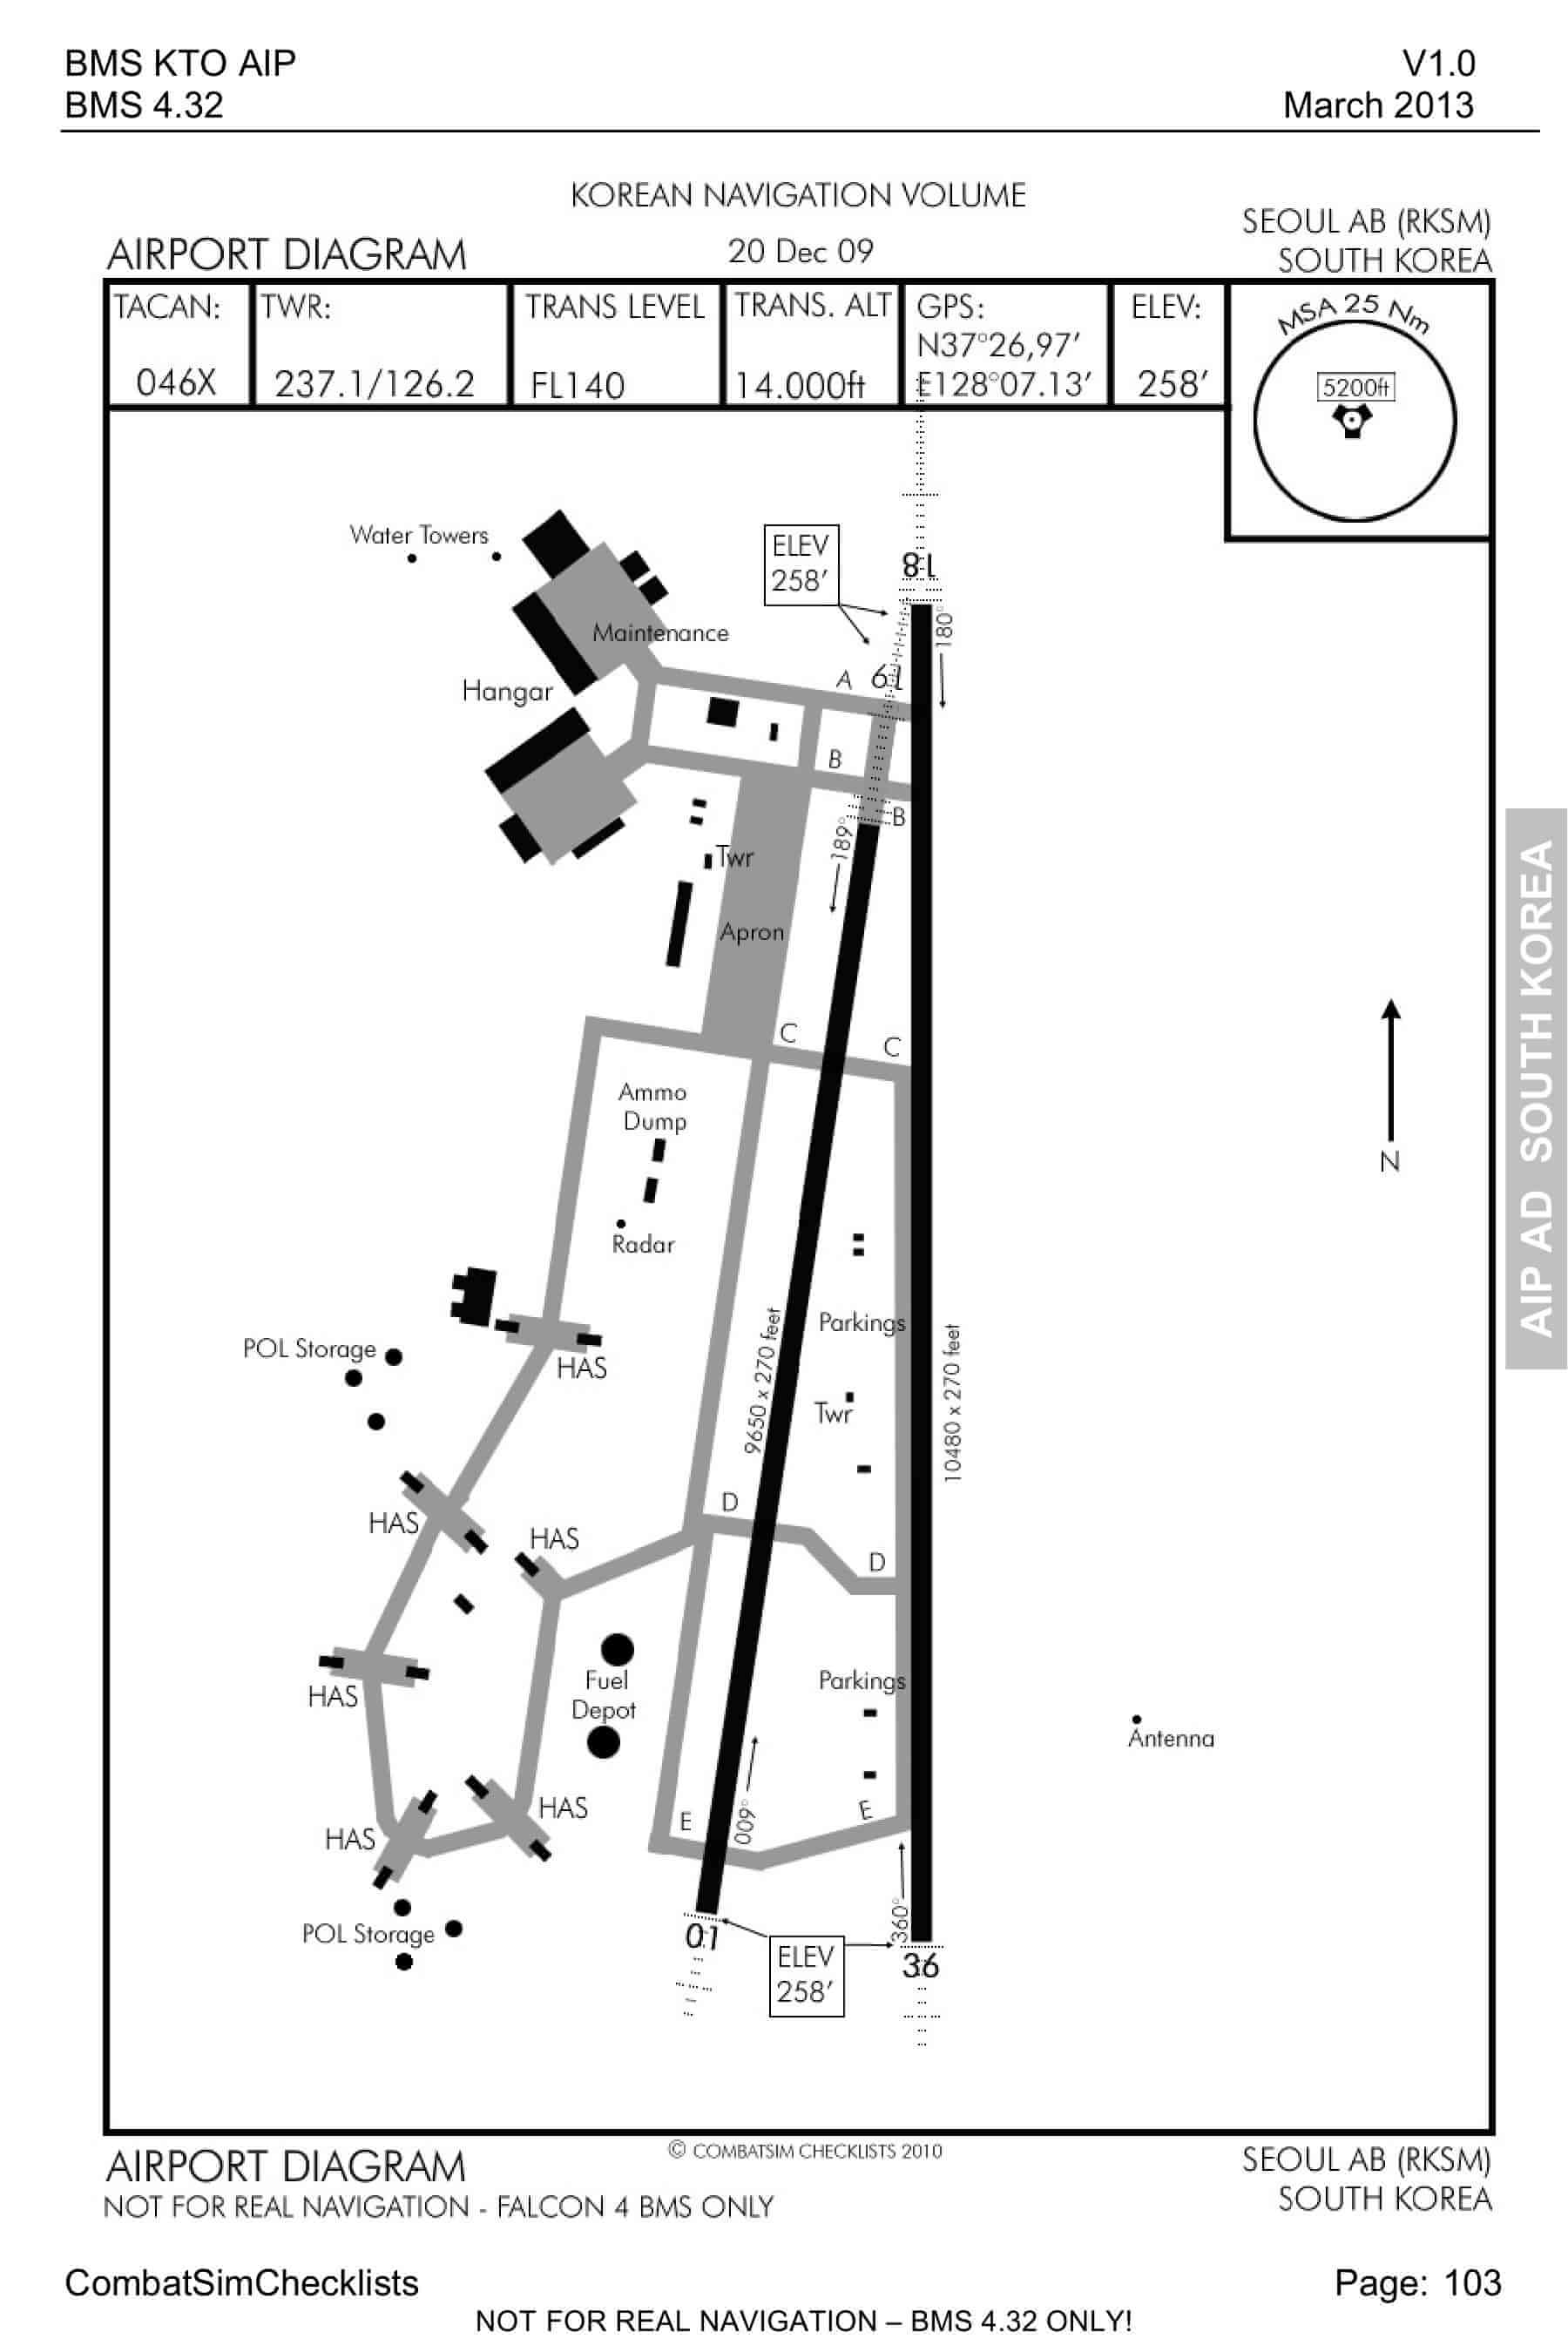 BMS KTO AIP
V1.0
BMS 4.32
March 2013
KOREAN NAVIGATION VOLUME
AIRPORT DIAGRAM
20 Dec 09
SEOUL AB (RKSM)
SOUTH KOREA
TACAN:
046X
TWR:
237.1/126.2
TRANS LEVEL
FL140
TRANS. ALT
14.000ft
GPS:
N37°26,97′
E128°07.13′
ELEV:
258′
MSA 25 Nm
5200ft
Water Towers
ELEV
258′
18
180°
Maintenance
A
19
Hangar
B
B
189°
Twr
Apron
C
C
Ammo
Dump
Radar
N
AIP AD SOUTH KOREA
Parkings
POL Storage
HAS
9650 x 270 feet
10480 x 270 feet
Twr
D
HAS
HAS
D
Fuel
Depot
Parkings
HAS
Antenna
E
E
009°
HAS
HAS
360°
POL Storage
01
ELEV
258′
36
AIRPORT DIAGRAM
© COMBATSIM CHECKLISTS 2010
SEOUL AB (RKSM)
NOT FOR REAL NAVIGATION - FALCON 4 BMS ONLY
SOUTH KOREA
CombatSimChecklists
Page: 103
NOT FOR REAL NAVIGATION – BMS 4.32 ONLY!